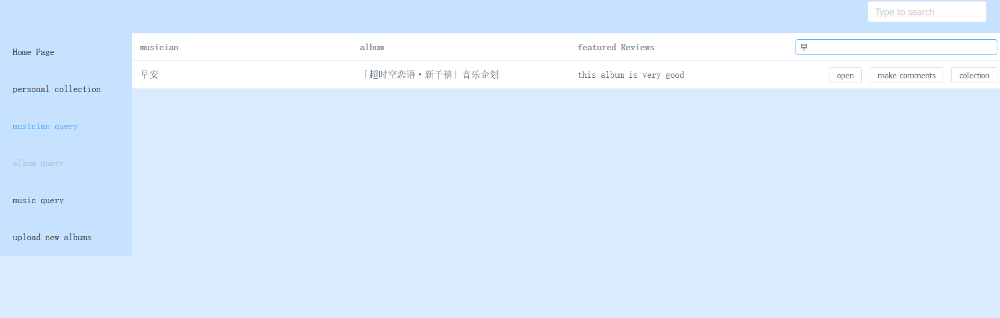 Type to search
Home Page
personal collection
musician query
album query
music query
upload new albums
musician album featured Reviews 早
早安 「超时空恋语·新千禧」音乐企划 this album is very good open make comments collection